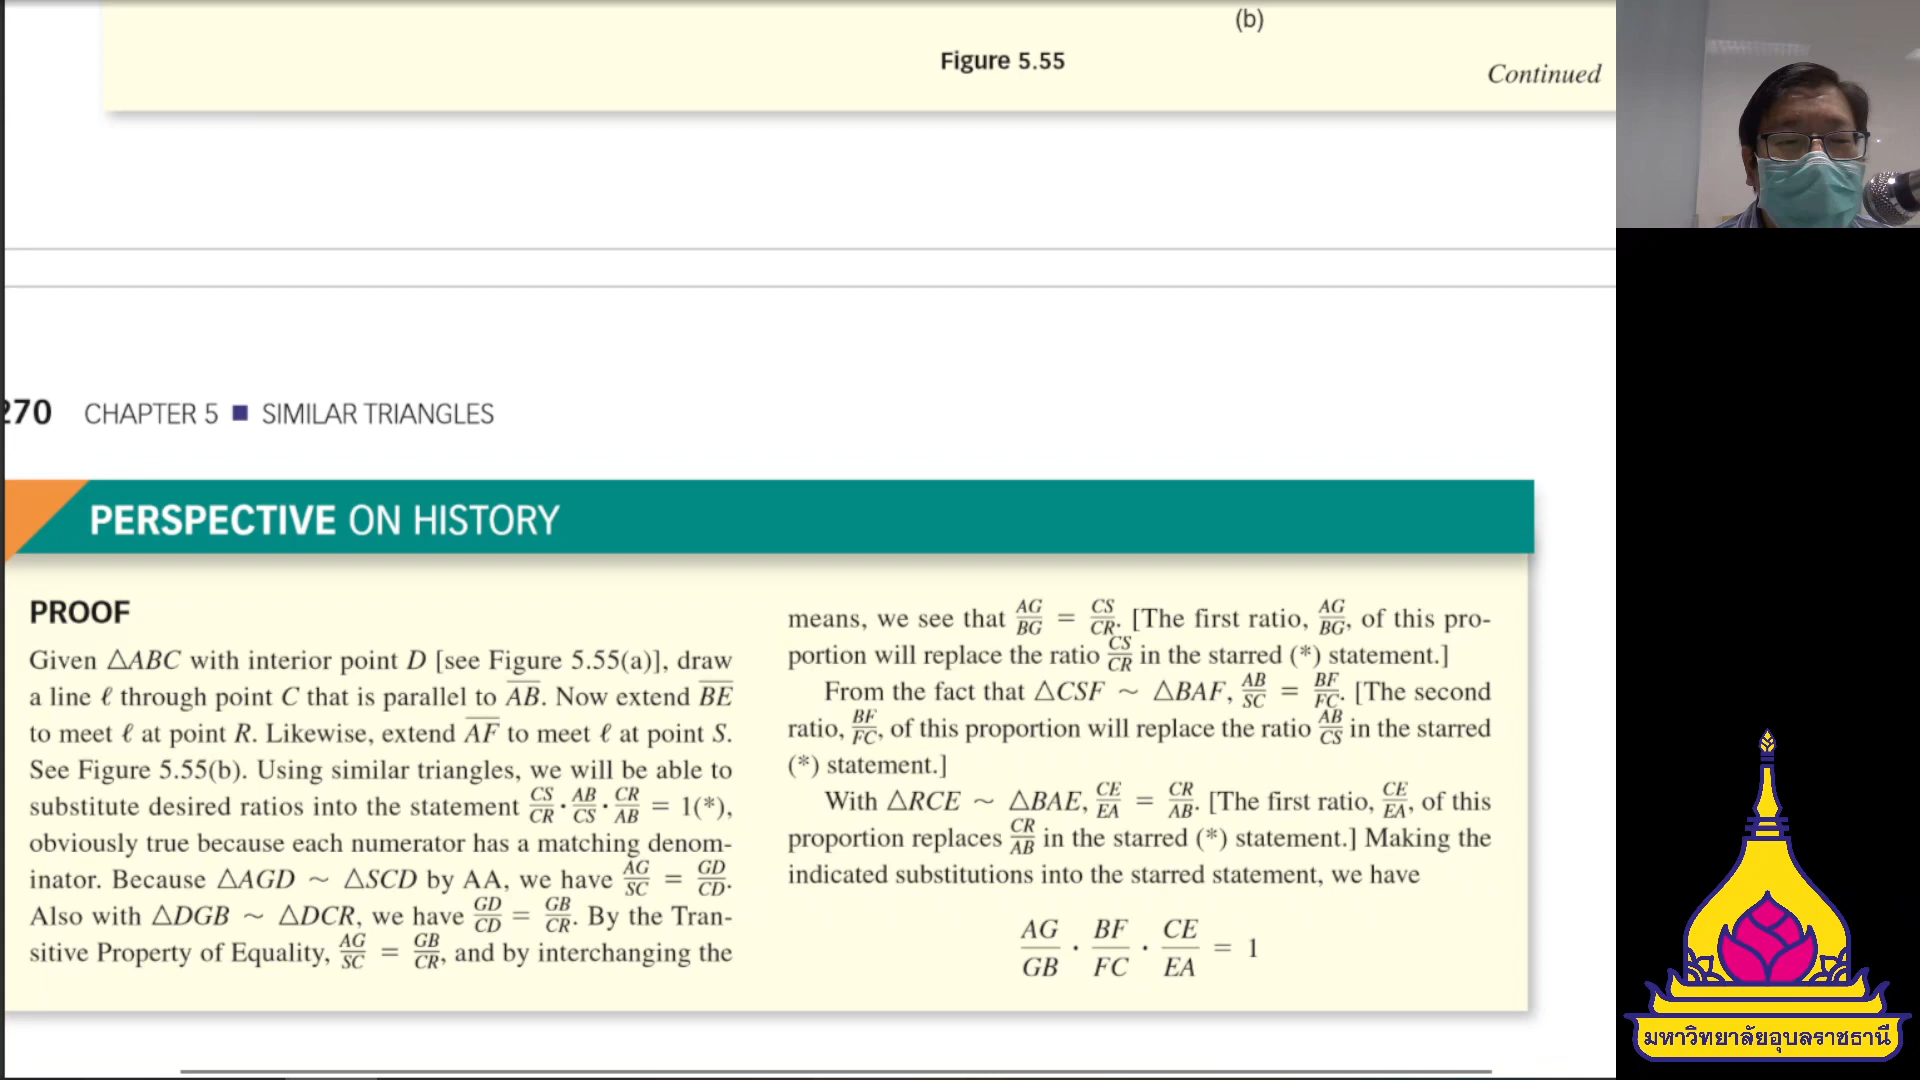 (b)
Figure 5.55
Continued
270 CHAPTER 5 ■ SIMILAR TRIANGLES
PERSPECTIVE ON HISTORY
PROOF
Given △ABC with interior point D [see Figure 5.55(a)], draw
a line ℓ through point C that is parallel to A̅B̅. Now extend B̅E̅
to meet ℓ at point R. Likewise, extend A̅F̅ to meet ℓ at point S.
See Figure 5.55(b). Using similar triangles, we will be able to
substitute desired ratios into the statement CS/CR · AB/CS · CR/AB = 1(*),
obviously true because each numerator has a matching denom-
inator. Because △AGD ~ △SCD by AA, we have AG/SC = GD/CD.
Also with △DGB ~ △DCR, we have GD/CD = GB/CR. By the Tran-
sitive Property of Equality, AG/SC = GB/CR, and by interchanging the
means, we see that AG/BG = CS/CR. [The first ratio, AG/BG, of this pro-
portion will replace the ratio CS/CR in the starred (*) statement.]
From the fact that △CSF ~ △BAF, AB/SC = BF/FC. [The second
ratio, BF/FC, of this proportion will replace the ratio AB/CS in the starred
(*) statement.]
With △RCE ~ △BAE, CE/EA = CR/AB. [The first ratio, CE/EA, of this
proportion replaces CR/AB in the starred (*) statement.] Making the
indicated substitutions into the starred statement, we have
AG/GB · BF/FC · CE/EA = 1
มหาวิทยาลัยอุบลราชธานี